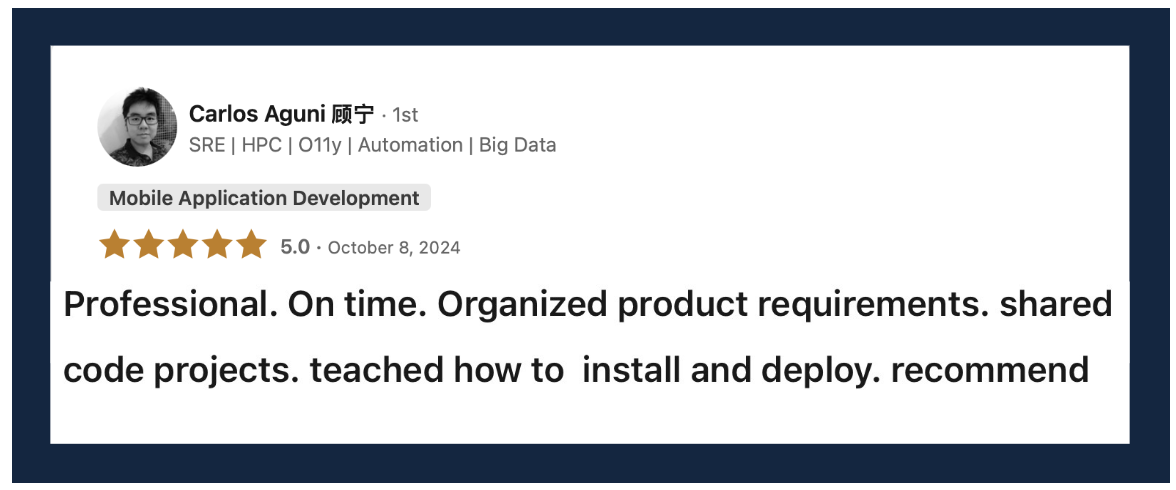 Carlos Aguni 顾宁 · 1st
SRE | HPC | O11y | Automation | Big Data
Mobile Application Development
5.0 · October 8, 2024
Professional. On time. Organized product requirements. shared
code projects. teached how to  install and deploy. recommend